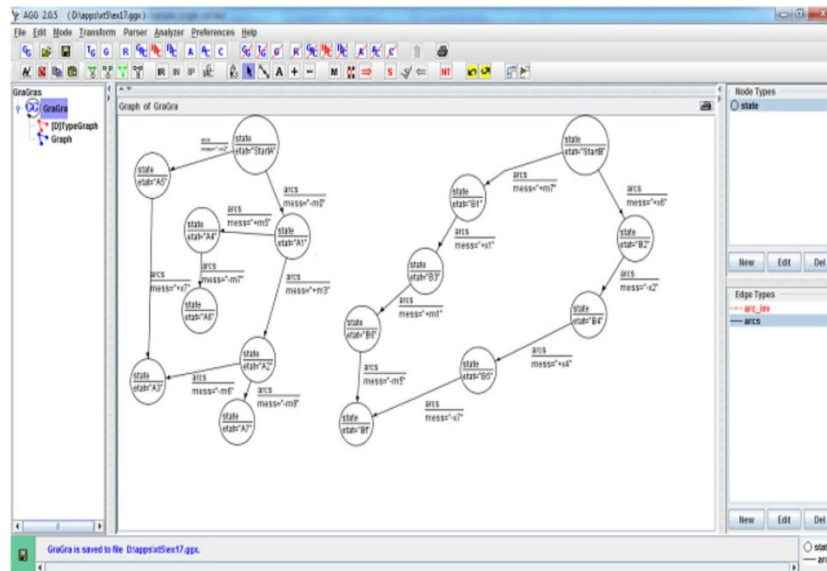 AGG 2.0.5 (D:\apps\xt5\ex17.ggx)
File Edit Mode Transform Parser Analyzer Preferences Help
GraGras
GraGra
[D]TypeGraph
Graph
Graph of GraGra
state
etat="StartA"
state
etat="A5"
arcs
mess="-m0"
arcs
mess="+m5"
state
etat="A4"
state
etat="A1"
arcs
mess="+x7"
arcs
mess="-m7"
arcs
mess="+m3"
state
etat="A6"
state
etat="A2"
state
etat="A3"
arcs
mess="-m6"
arcs
mess="-m8"
state
etat="A7"
state
etat="StartB"
arcs
mess="+m7"
state
etat="B1"
arcs
mess="+x6"
arcs
mess="+x1"
state
etat="B2"
state
etat="B3"
arcs
mess="-x2"
arcs
mess="+m1"
state
etat="B6"
state
etat="B4"
arcs
mess="+x4"
arcs
mess="-m5"
state
etat="B5"
arcs
mess="-x7"
state
Node Types
state
New Edit Del
Edge Types
arc_inv
arcs
New Edit Del
GraGra is saved to file D:\apps\xt5\ex17.ggx.